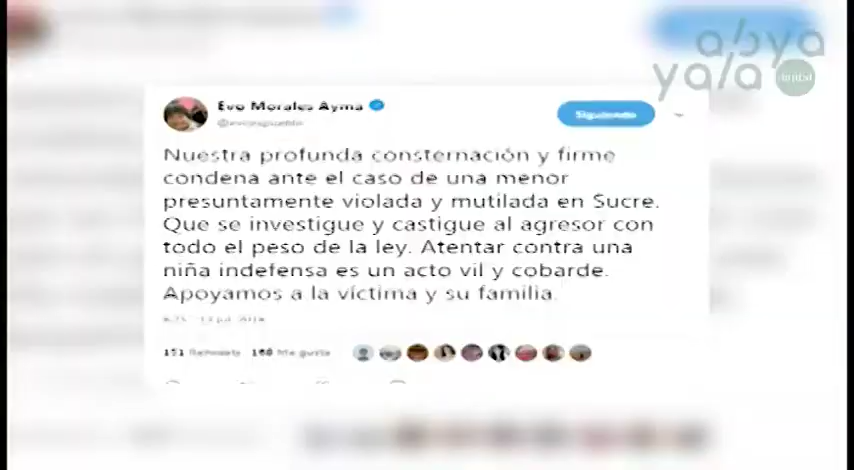 abya
yala
digital
Evo Morales Ayma
@evoespueblo
Siguiendo
Nuestra profunda consternación y firme
condena ante el caso de una menor
presuntamente violada y mutilada en Sucre.
Que se investigue y castigue al agresor con
todo el peso de la ley. Atentar contra una
niña indefensa es un acto vil y cobarde.
Apoyamos a la víctima y su familia.
151 Retweets 168 Me gusta